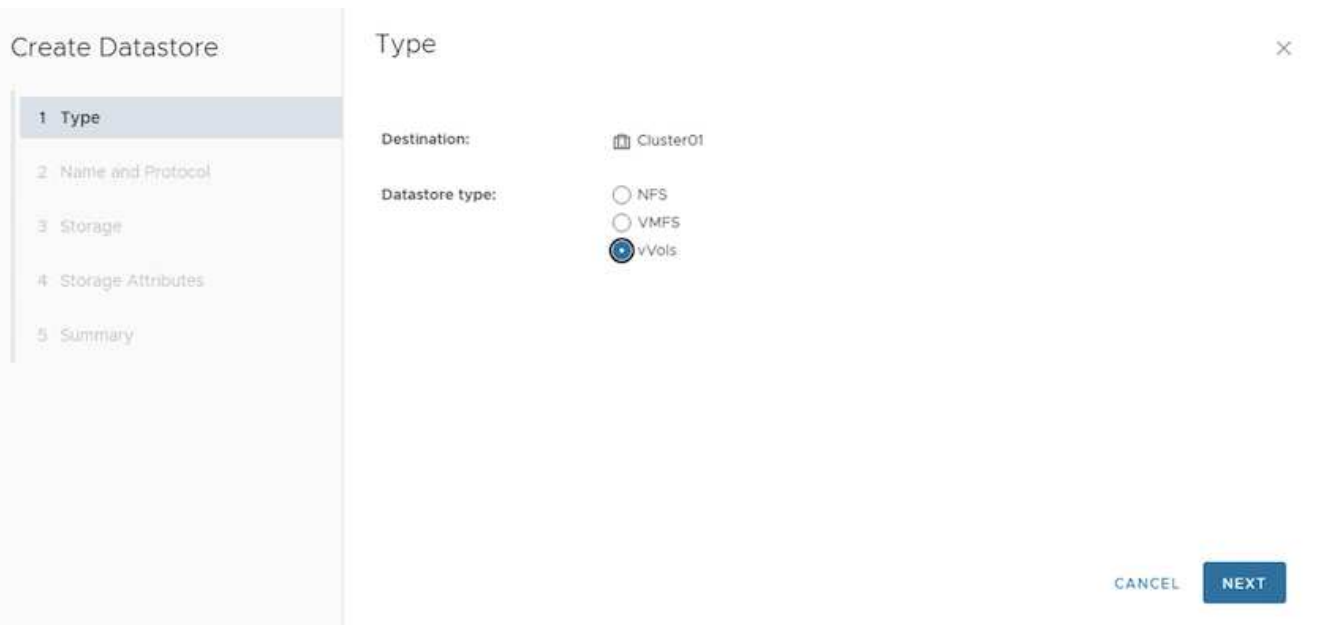 Create Datastore
1 Type
2 Name and Protocol
3 Storage
4 Storage Attributes
5 Summary
Type
Destination: Cluster01
Datastore type: NFS
VMFS
vVols
CANCEL NEXT